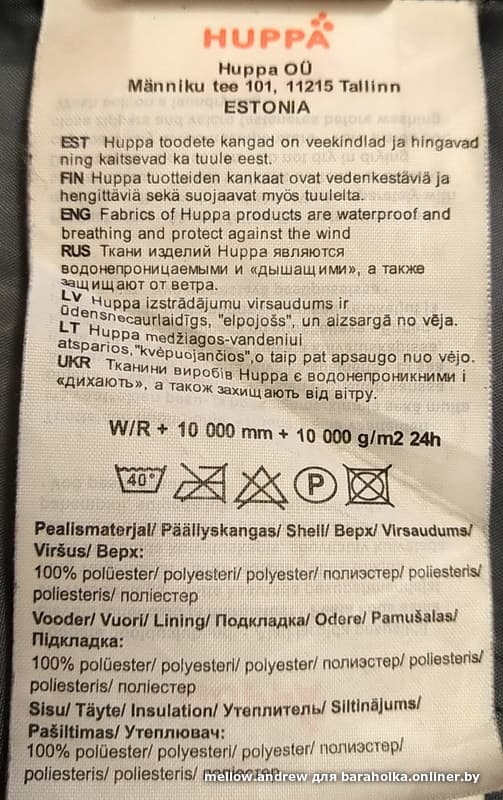 HUPPA
Huppa OÜ
Männiku tee 101, 11215 Tallinn
ESTONIA
EST Huppa toodete kangad on veekindlad ja hingavad
ning kaitsevad ka tuule eest.
FIN Huppa tuotteiden kankaat ovat vedenkestäviä ja
hengittäviä sekä suojaavat myös tuulelta.
ENG Fabrics of Huppa products are waterproof and
breathing and protect against the wind
RUS Ткани изделий Huppa являются
водонепроницаемыми и «дышащими», а также
защищают от ветра.
LV Huppa izstrādājumu virsaudums ir
ūdensnecaurlaidīgs, "elpojošs", un aizsargā no vēja.
LT Huppa medžiagos-vandeniui
atsparios,"kvėpuojančios",o taip pat apsaugo nuo vėjo.
UKR Тканини виробів Huppa є водонепроникними і
«дихають», а також захищають від вітру.
W/R + 10 000 mm + 10 000 g/m2 24h
40° P
Pealismaterjal/ Päällyskangas/ Shell/ Верх/ Virsaudums/
Viršus/ Верх:
100% polüester/ polyesteri/ polyester/ полиэстер/ poliesteris/
poliesteris/ поліестер
Vooder/ Vuori/ Lining/ Подкладка/ Odere/ Pamušalas/
Підкладка:
100% polüester/ polyesteri/ polyester/ полиэстер/ poliesteris/
poliesteris/ поліестер
Sisu/ Täyte/ Insulation/ Утеплитель/ Siltinājums/
Pašiltimas/ Утеплювач:
100% polüester/ polyesteri/ polyester/ полиэстер/
poliesteris/ poliesteris/
mellow.andrew для baraholka.onliner.by